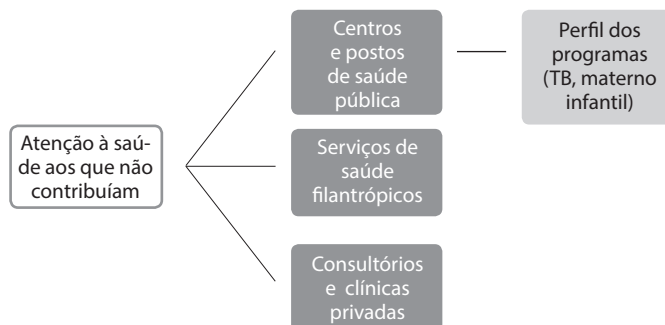 Centros
e postos
de saúde
pública
Perfil dos
programas
(TB, materno
infantil)
Atenção à saú-
de aos que não
contribuíam
Serviços de
saúde
filantrópicos
Consultórios
e clínicas
privadas